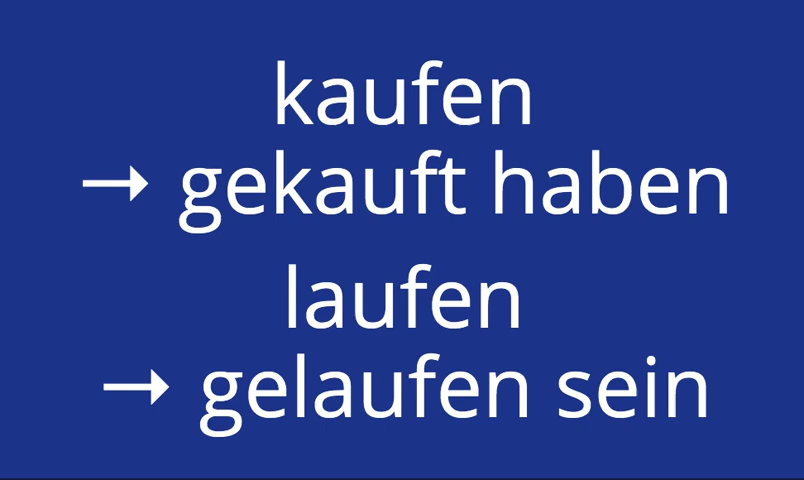 kaufen
→ gekauft haben
laufen
→ gelaufen sein